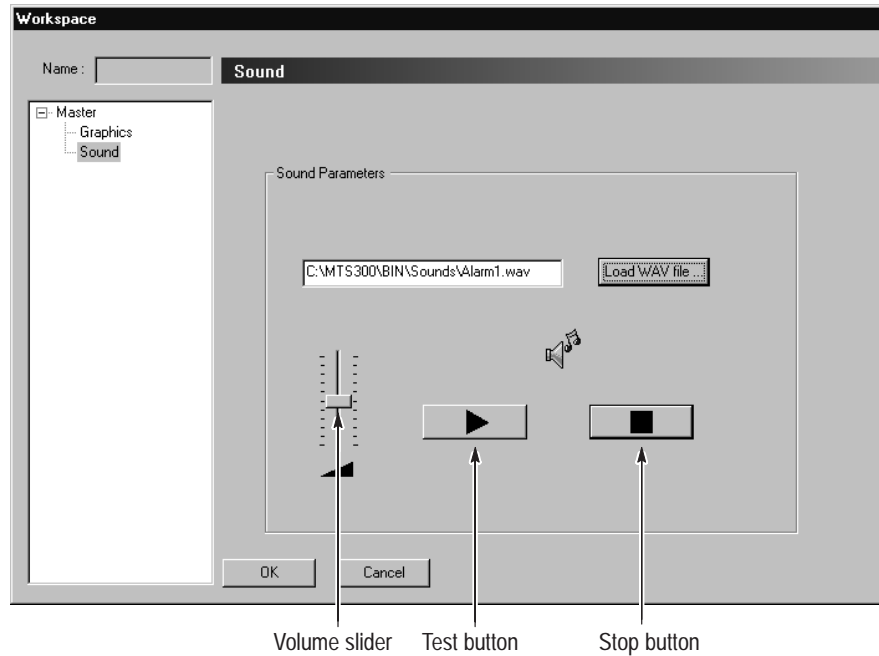 Workspace
Name :
Sound
Master
Graphics
Sound
Sound Parameters
C:\MTS300\BIN\Sounds\Alarm1.wav
Load WAV file ...
OK
Cancel
Volume slider
Test button
Stop button